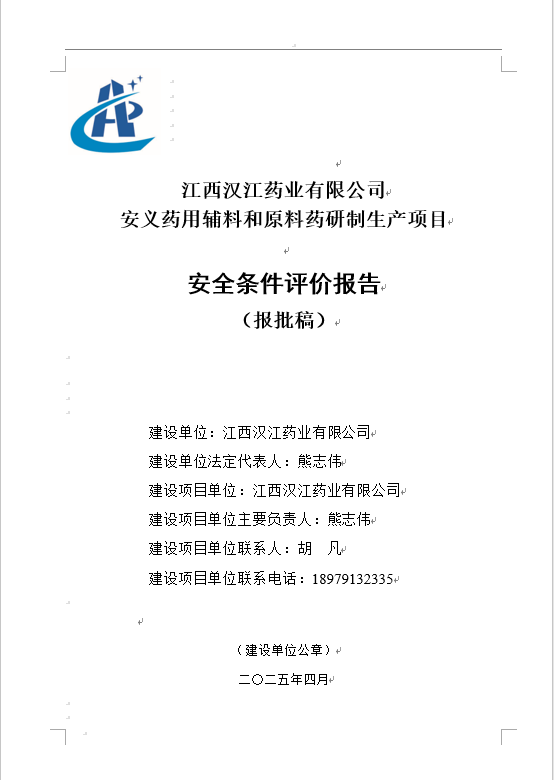 江西汉江药业有限公司
安义药用辅料和原料药研制生产项目
安全条件评价报告
（报批稿）
建设单位：江西汉江药业有限公司
建设单位法定代表人：熊志伟
建设项目单位：江西汉江药业有限公司
建设项目单位主要负责人：熊志伟
建设项目单位联系人：胡　凡
建设项目单位联系电话：18979132335
（建设单位公章）
二〇二五年四月